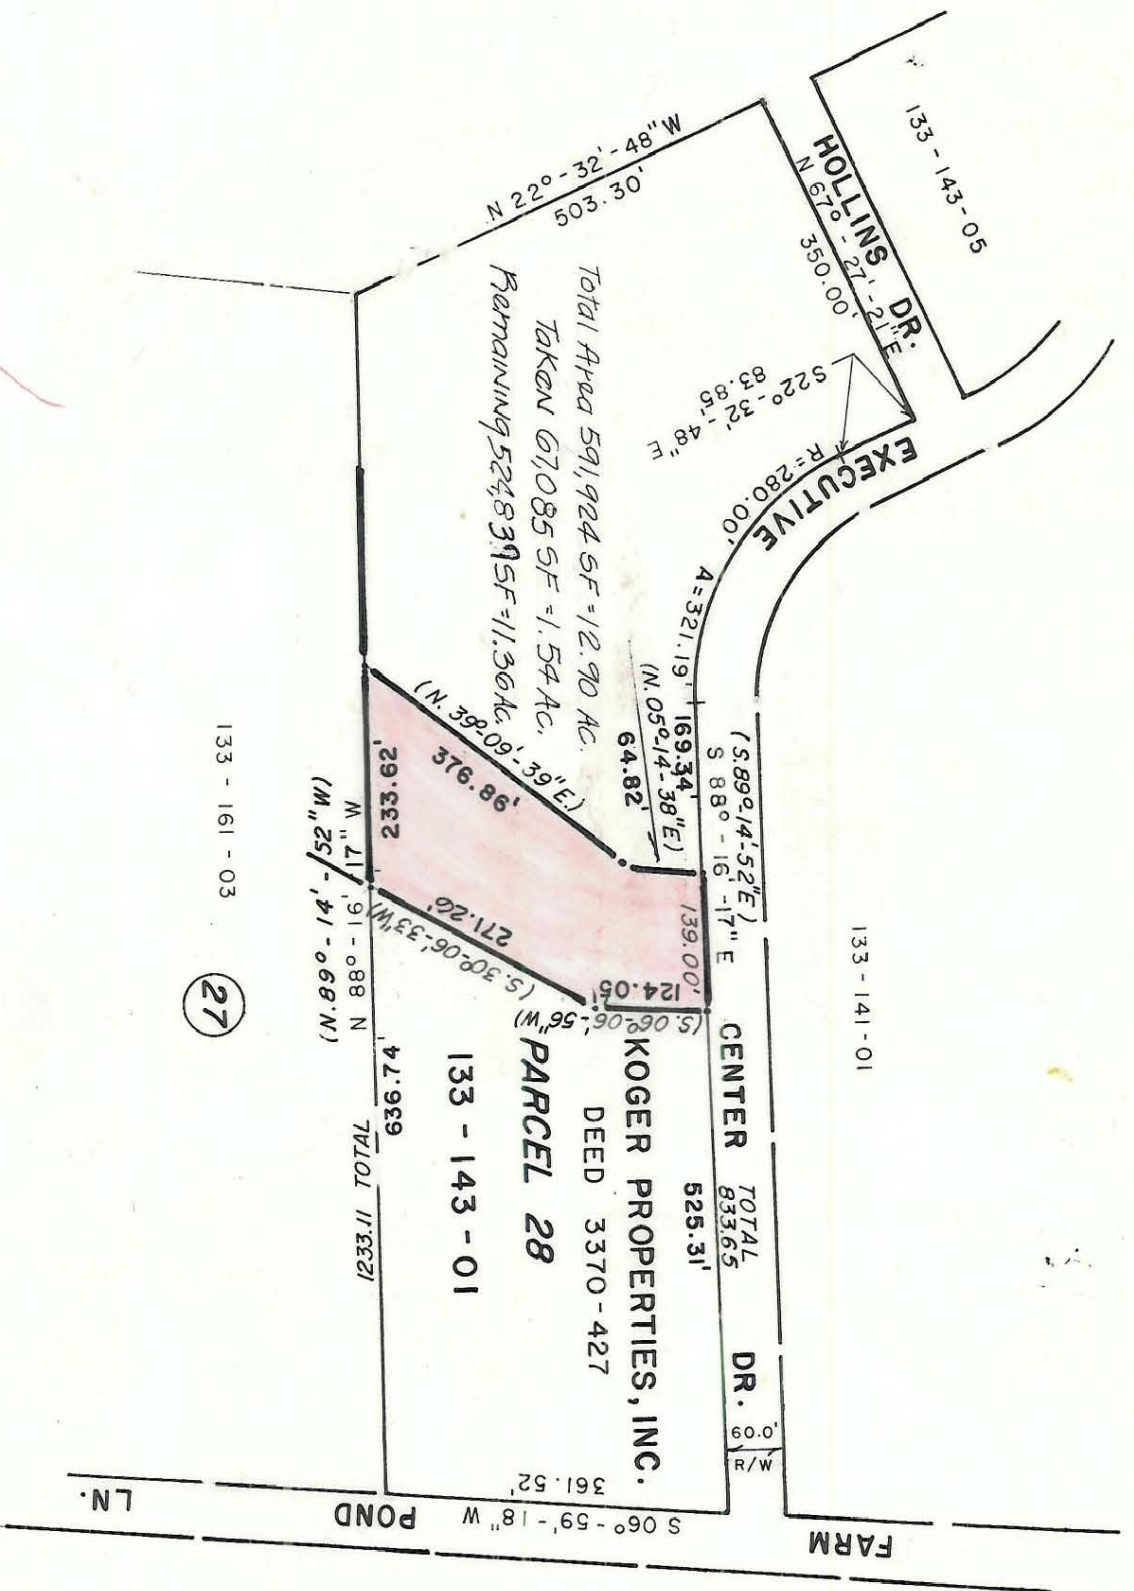 133-143-05
HOLLINS DR.
N 67°-27'-21" E
350.00'
N 22°-32'-48" W
503.30'
S22°-32'-48"E
83.85'
EXECUTIVE
R=280.00'
A=321.19'
Total Area 591,924 SF = 12.90 Ac.
Taken 67,085 SF = 1.54 Ac.
Remaining 524,839 SF = 11.36 Ac.
169.34'
(N.05°-14'-38"E)
64.82'
(S.89°-14'-52"E)
S 88°-16'-17" E
139.00'
(N. 39°-09'-39"E.)
376.86'
233.62'
271.26'
(S.30°-06'-33"W)
124.05'
(S.06°-06'-56"W)
(N.89°-14'-52"W)
N 88°-16'-17" W
636.74'
1233.11 TOTAL
133-161-03
27
133-141-01
CENTER DR.
TOTAL
833.65
525.31'
KOGER PROPERTIES, INC.
DEED 3370-427
PARCEL 28
133-143-01
60.0'
R/W
361.52'
S 06°-59'-18" W
FARM POND LN.